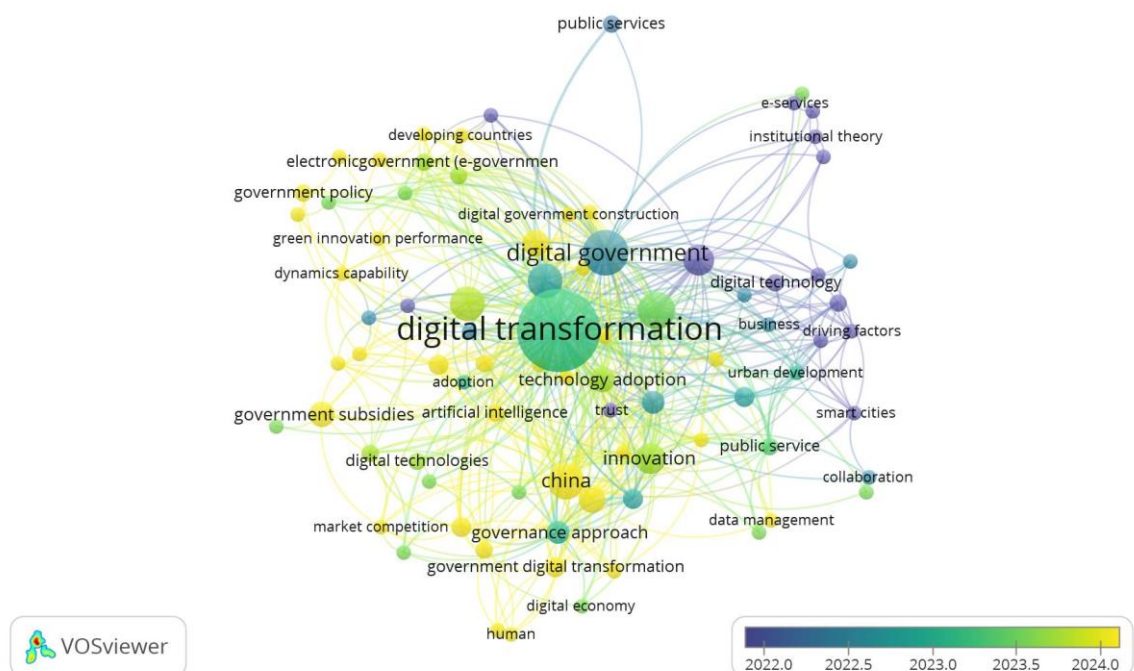 public services
e-services
developing countries
institutional theory
electronicgovernment (e-governmen
government policy
digital government construction
green innovation performance
digital government
dynamics capability
digital technology
digital transformation
business
driving factors
adoption
technology adoption
urban development
government subsidies
artificial intelligence
trust
smart cities
public service
digital technologies
innovation
china
collaboration
market competition
governance approach
data management
government digital transformation
digital economy
human
VOSviewer
2022.0 2022.5 2023.0 2023.5 2024.0